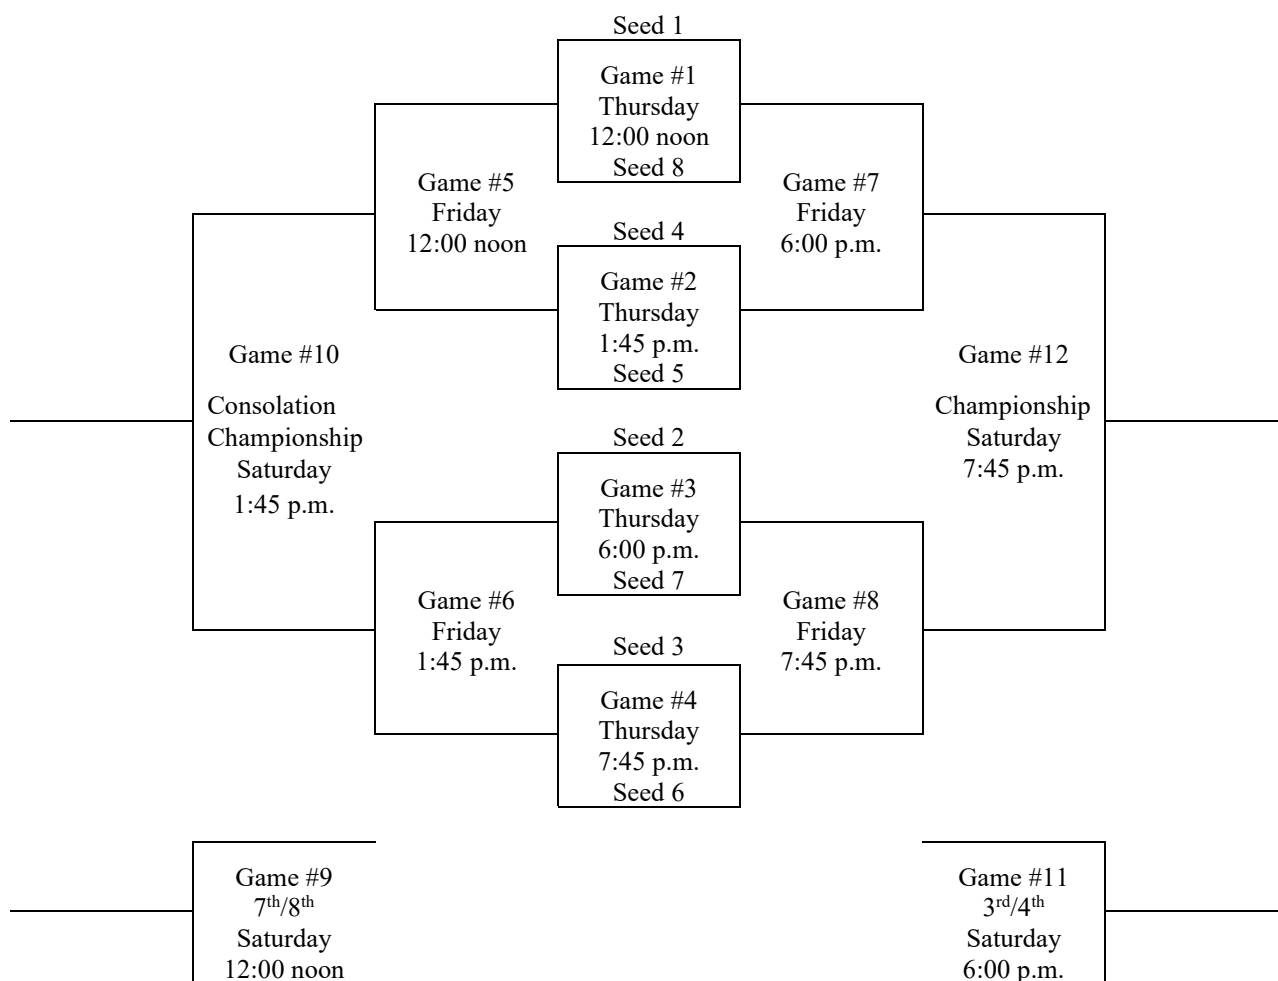 Seed 1
Game #1
Thursday
12:00 noon
Seed 8
Game #5
Friday
12:00 noon
Game #7
Friday
6:00 p.m.
Seed 4
Game #2
Thursday
1:45 p.m.
Seed 5
Game #10
Consolation
Championship
Saturday
1:45 p.m.
Game #12
Championship
Saturday
7:45 p.m.
Seed 2
Game #3
Thursday
6:00 p.m.
Seed 7
Game #6
Friday
1:45 p.m.
Game #8
Friday
7:45 p.m.
Seed 3
Game #4
Thursday
7:45 p.m.
Seed 6
Game #9
7th/8th
Saturday
12:00 noon
Game #11
3rd/4th
Saturday
6:00 p.m.